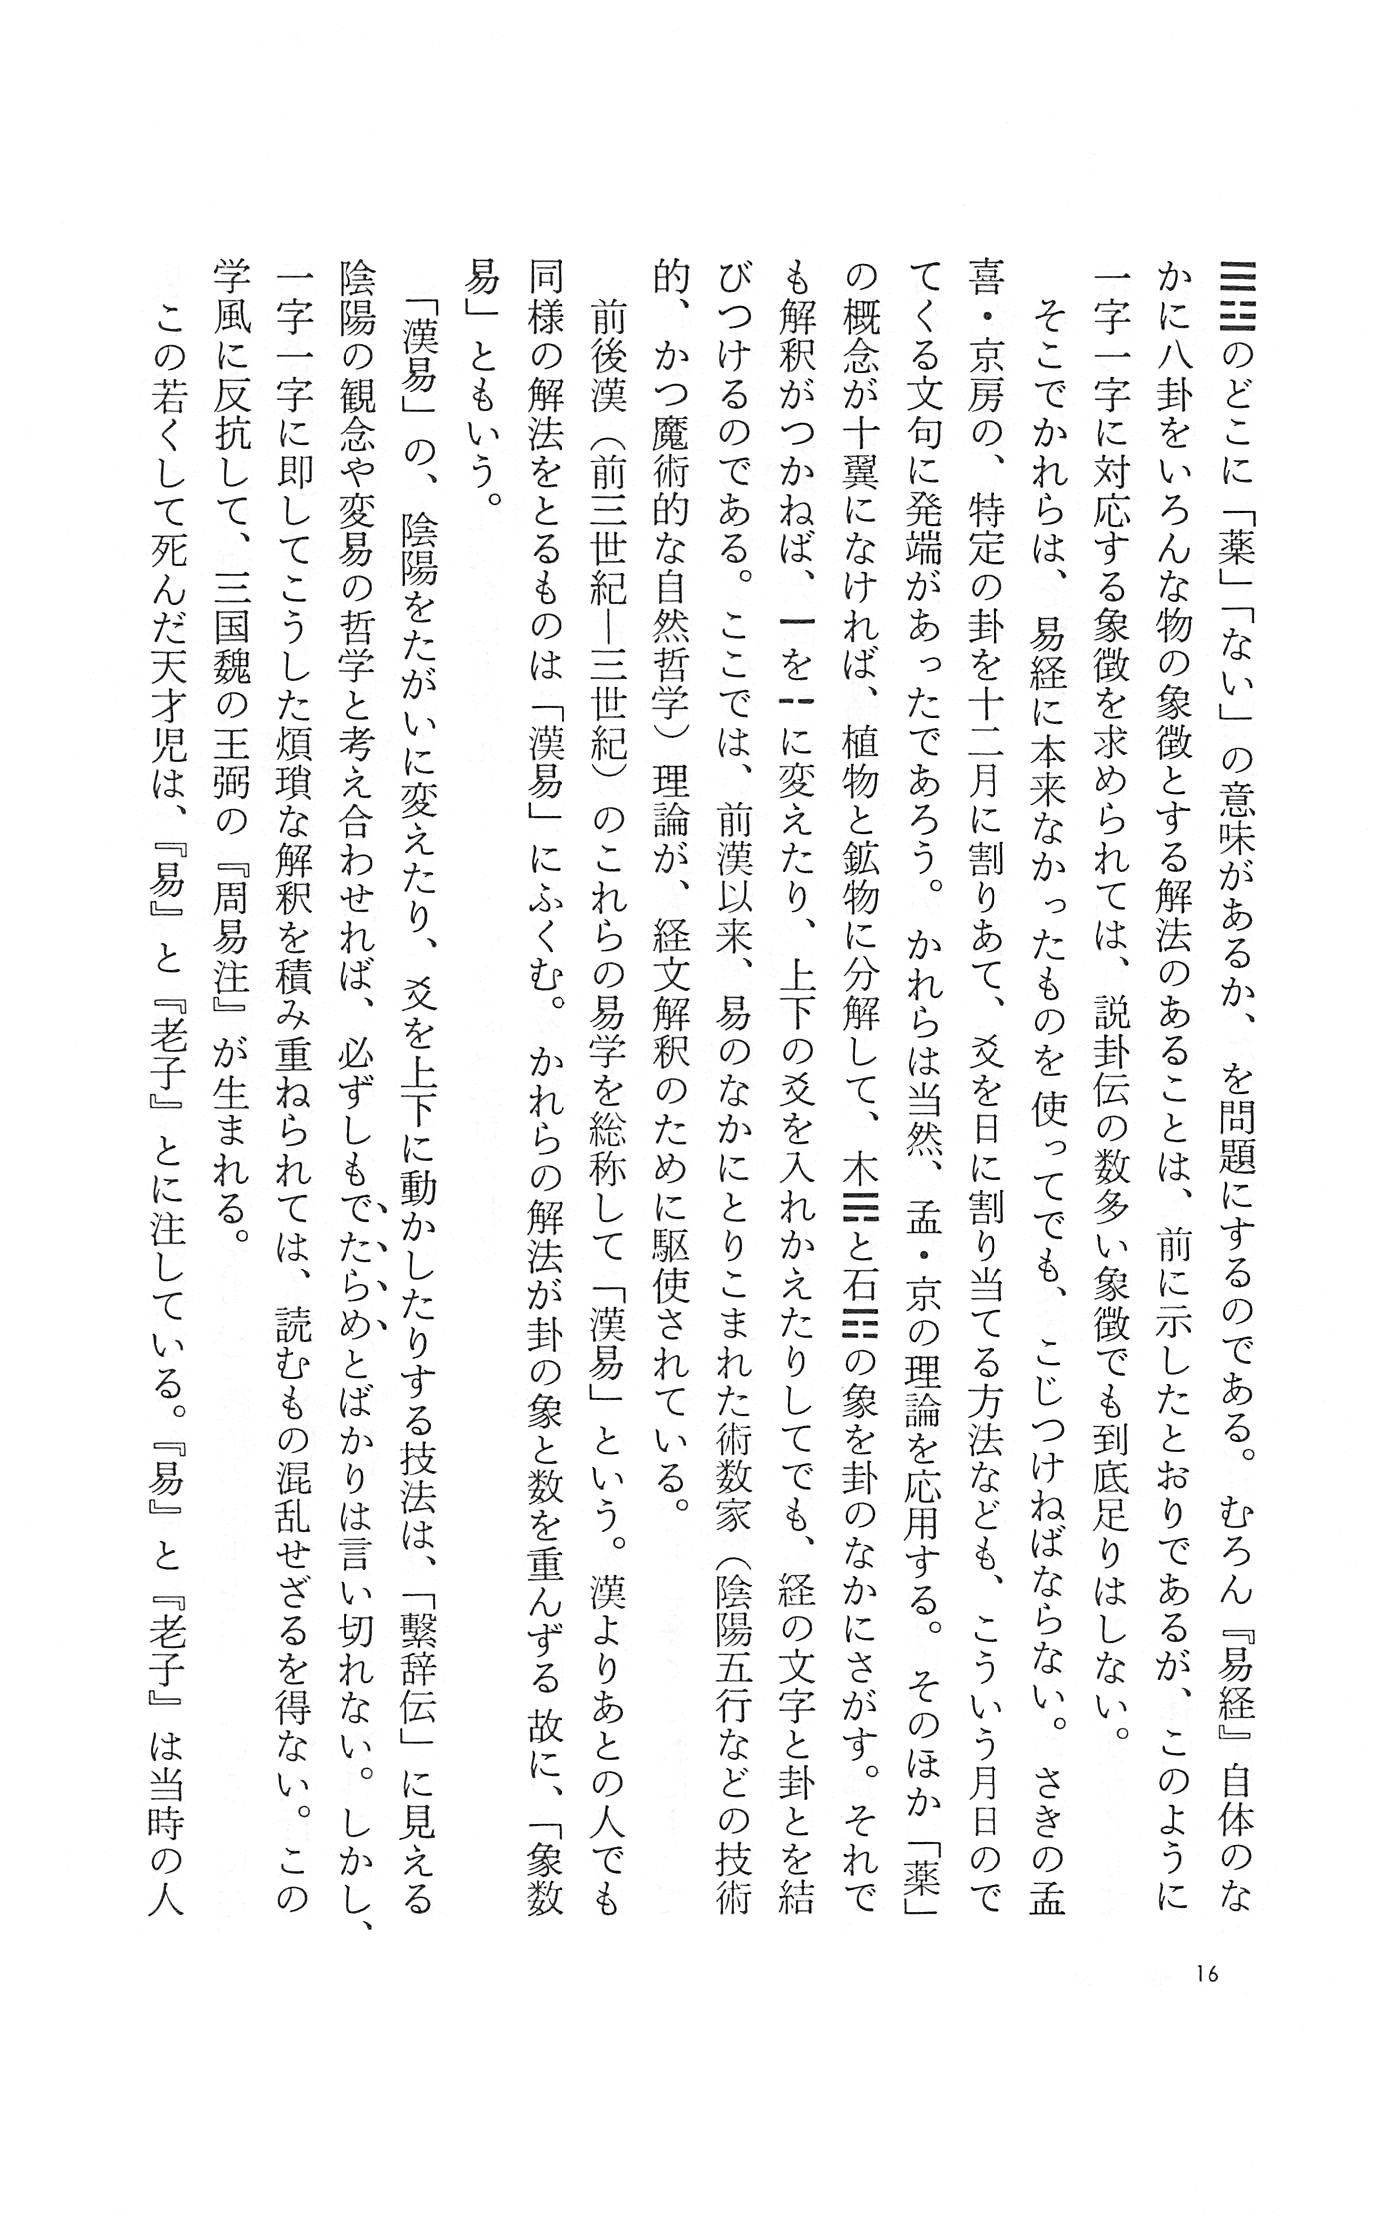 ䷘のどこに「薬」「ない」の意味があるか、を問題にするのである。むろん『易経』自体のな
かに八卦をいろんな物の象徴とする解法のあることは、前に示したとおりであるが、このように
一字一字に対応する象徴を求められては、説卦伝の数多い象徴でも到底足りはしない。
そこでかれらは、易経に本来なかったものを使ってでも、こじつけねばならない。さきの孟
喜・京房の、特定の卦を十二月に割りあて、爻を日に割り当てる方法なども、こういう月日ので
てくる文句に発端があったであろう。かれらは当然、孟・京の理論を応用する。そのほか「薬」
の概念が十翼になければ、植物と鉱物に分解して、木☴と石☶の象を卦のなかにさがす。それで
も解釈がつかねば、⚊を⚋に変えたり、上下の爻を入れかえたりしてでも、経の文字と卦とを結
びつけるのである。ここでは、前漢以来、易のなかにとりこまれた術数家（陰陽五行などの技術
的、かつ魔術的な自然哲学）理論が、経文解釈のために駆使されている。
前後漢（前三世紀―三世紀）のこれらの易学を総称して「漢易」という。漢よりあとの人でも
同様の解法をとるものは「漢易」にふくむ。かれらの解法が卦の象と数を重んずる故に、「象数
易」ともいう。
「漢易」の、陰陽をたがいに変えたり、爻を上下に動かしたりする技法は、「繫辞伝」に見える
陰陽の観念や変易の哲学と考え合わせれば、必ずしもでたらめとばかりは言い切れない。しかし、
一字一字に即してこうした煩瑣な解釈を積み重ねられては、読むもの混乱せざるを得ない。この
学風に反抗して、三国魏の王弼の『周易注』が生まれる。
この若くして死んだ天才児は、『易』と『老子』とに注している。『易』と『老子』は当時の人
16